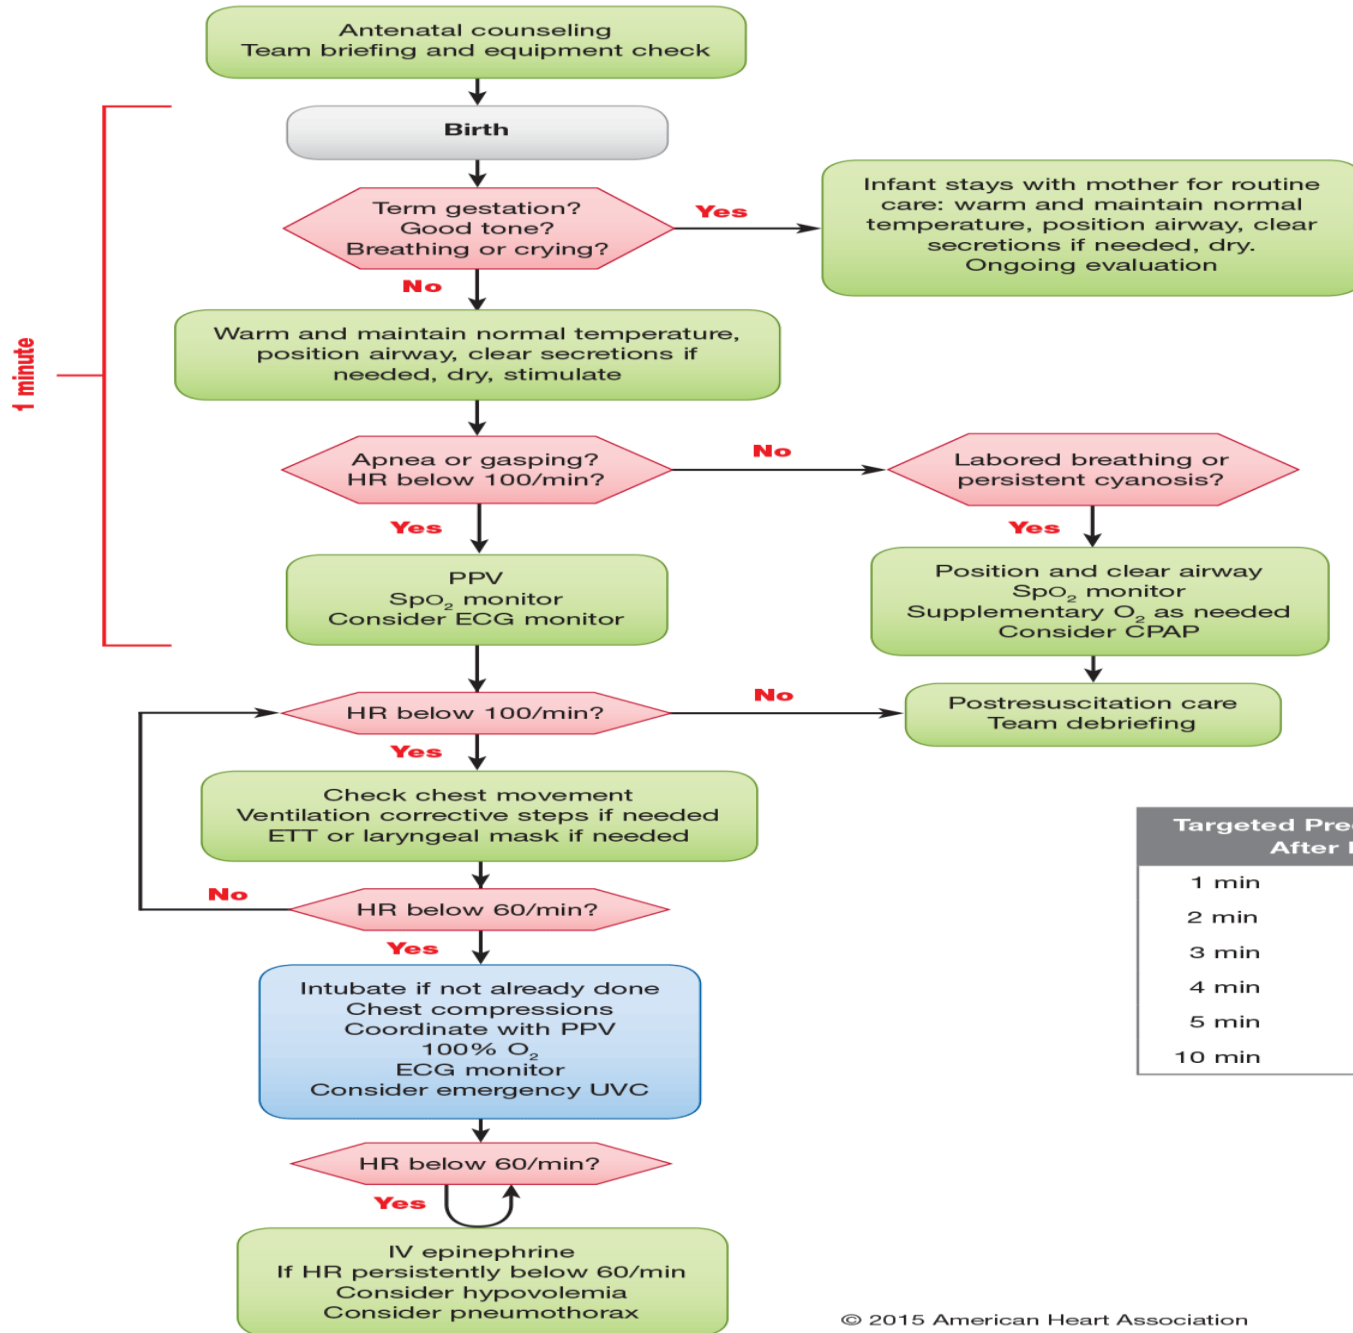 Antenatal counseling
Team briefing and equipment check
Birth
1 minute
Term gestation?
Good tone?
Breathing or crying?
Yes
Infant stays with mother for routine
care: warm and maintain normal
temperature, position airway, clear
secretions if needed, dry.
Ongoing evaluation
No
Warm and maintain normal temperature,
position airway, clear secretions if
needed, dry, stimulate
Apnea or gasping?
HR below 100/min?
No
Labored breathing or
persistent cyanosis?
Yes
Yes
PPV
SpO₂ monitor
Consider ECG monitor
Position and clear airway
SpO₂ monitor
Supplementary O₂ as needed
Consider CPAP
HR below 100/min?
No
Postresuscitation care
Team debriefing
Yes
Check chest movement
Ventilation corrective steps if needed
ETT or laryngeal mask if needed
HR below 60/min?
No
Yes
Intubate if not already done
Chest compressions
Coordinate with PPV
100% O₂
ECG monitor
Consider emergency UVC
HR below 60/min?
Yes
IV epinephrine
If HR persistently below 60/min
Consider hypovolemia
Consider pneumothorax
Targeted
After
1 min
2 min
3 min
4 min
5 min
10 min
© 2015 American Heart Association